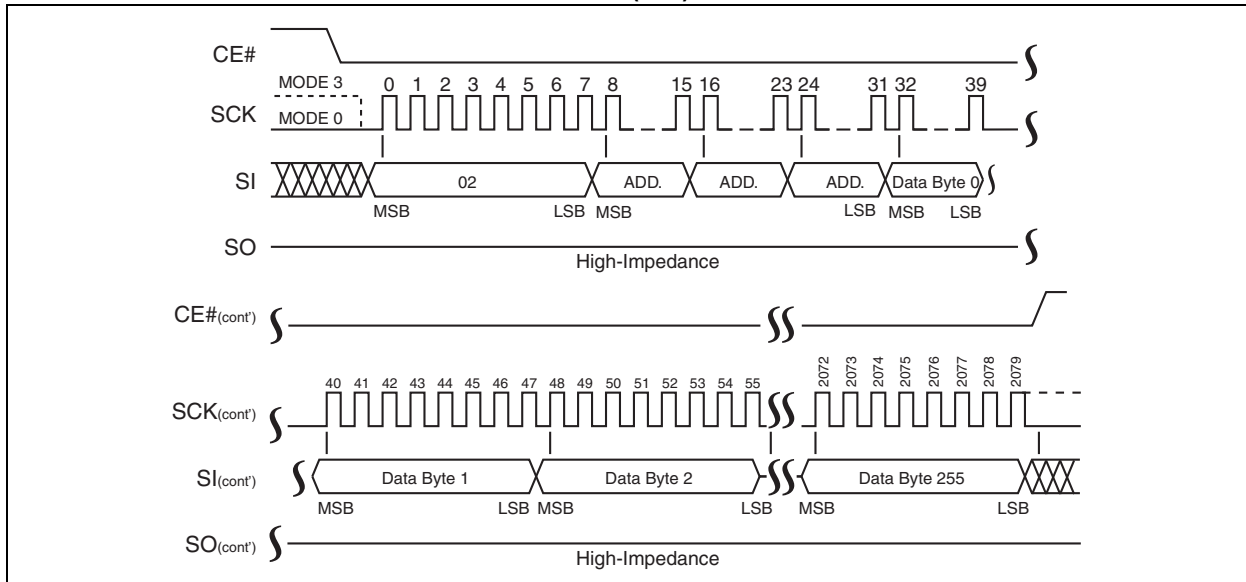 CE#
MODE 3
0 1 2 3 4 5 6 7 8 15 16 23 24 31 32 39
SCK
MODE 0
SI
02
ADD.
ADD.
ADD.
Data Byte 0
MSB LSB MSB LSB MSB LSB
SO
High-Impedance
CE#(cont')
40 41 42 43 44 45 46 47 48 49 50 51 52 53 54 55 2072 2073 2074 2075 2076 2077 2078 2079
SCK(cont')
SI(cont')
Data Byte 1
Data Byte 2
Data Byte 255
MSB LSB MSB LSB MSB LSB
SO(cont')
High-Impedance